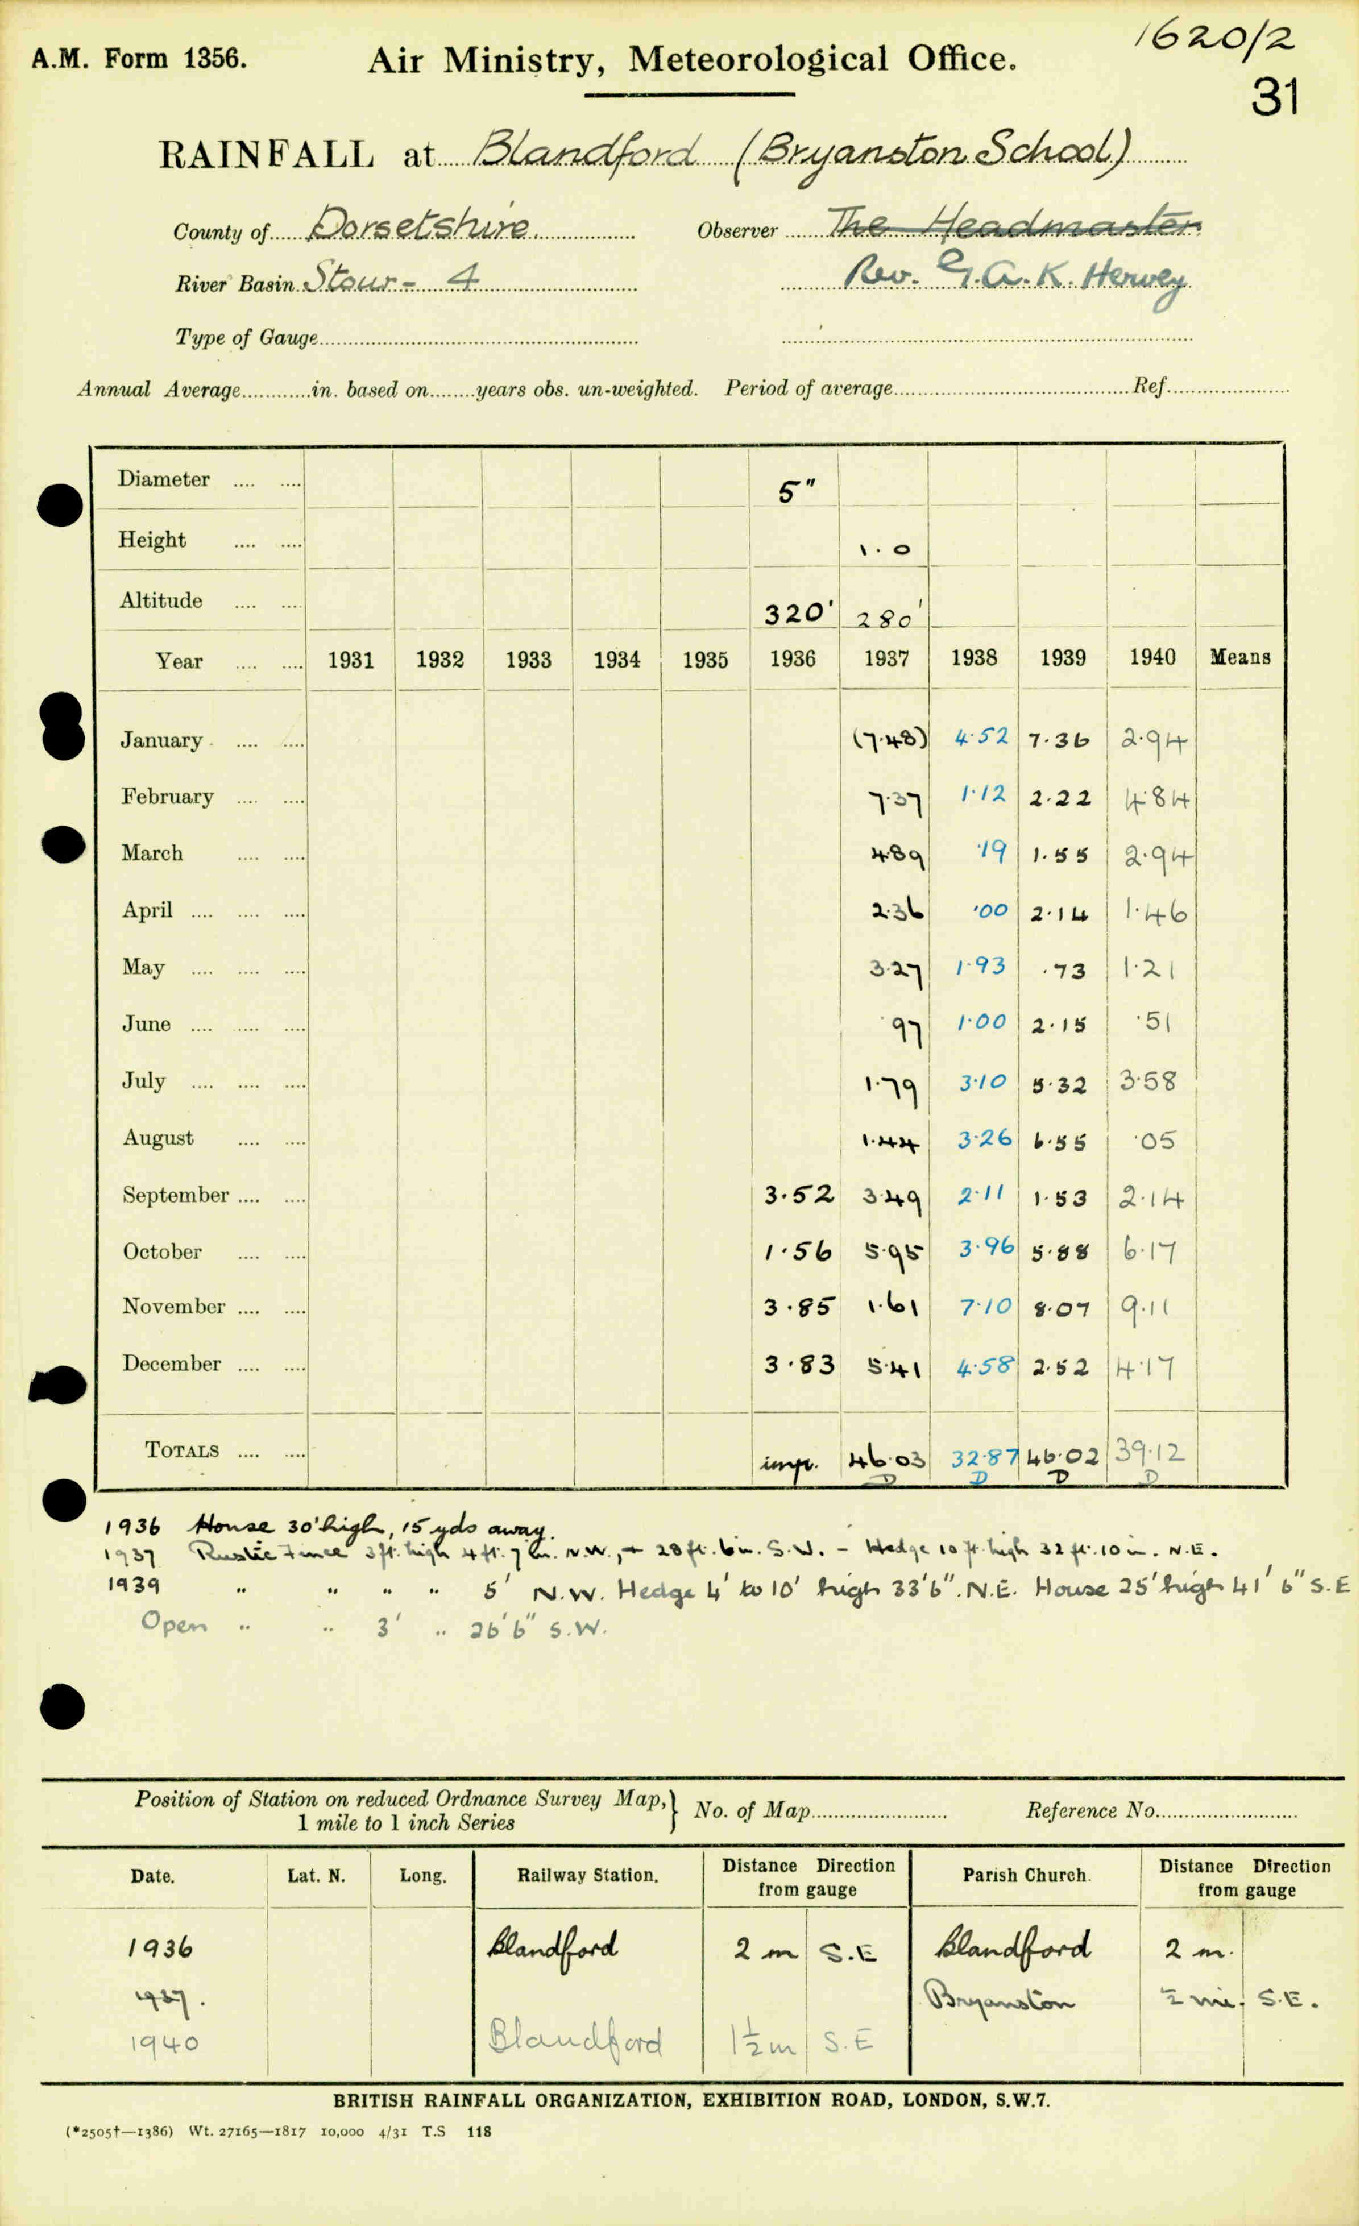 1620/2
A.M. Form 1356. Air Ministry, Meteorological Office.
31
RAINFALL at Blandford (Bryanston School)
County of Dorsetshire. Observer The Headmaster
River Basin Stour - 4 Rev. G.A.K. Hervey
Type of Gauge
Annual Average in. based on years obs. un-weighted. Period of average Ref.
Diameter .... .... 5"
Height .... .... 1.0
Altitude .... .... 320' 280'
Year .... .... 1931 1932 1933 1934 1935 1936 1937 1938 1939 1940 Means
January .... .... (7.48) 4.52 7.36 2.94
February .... .... 7.37 1.12 2.22 4.84
March .... .... 4.89 .19 1.55 2.94
April .... .... .... 2.36 .00 2.14 1.46
May .... .... .... 3.27 1.93 .73 1.21
June .... .... .... .97 1.00 2.15 .51
July .... .... .... 1.79 3.10 5.32 3.58
August .... .... 1.44 3.26 6.55 .05
September .... .... 3.52 3.49 2.11 1.53 2.14
October .... .... 1.56 5.95 3.96 5.88 6.17
November .... .... 3.85 1.61 7.10 8.07 9.11
December .... .... 3.83 5.41 4.58 2.52 4.17
TOTALS .... .... imp. 46.03 32.87 46.02 39.12
D D D D
1936 House 30' high, 15 yds away.
1937 Rustic Fence 3 ft. high 4 ft. 7 in. N.W., + 28 ft. 6 in. S.W. - Hedge 10 ft. high 32 ft. 10 in. N.E.
1939 " " " " 5' N.W. Hedge 4' to 10' high 33' 6". N.E. House 25' high 41' 6" S.E
Open " " 3' " 26' 6" S.W.
Position of Station on reduced Ordnance Survey Map, } No. of Map Reference No.
1 mile to 1 inch Series
Date. Lat. N. Long. Railway Station. Distance Direction from gauge Parish Church. Distance Direction from gauge
1936 Blandford 2 m S.E Blandford 2 m.
1937. Bryanston ½ mi. S.E.
1940 Blandford 1½ m S.E
BRITISH RAINFALL ORGANIZATION, EXHIBITION ROAD, LONDON, S.W.7.
(*2505†—1386) Wt. 27165—1817 10,000 4/31 T.S 118